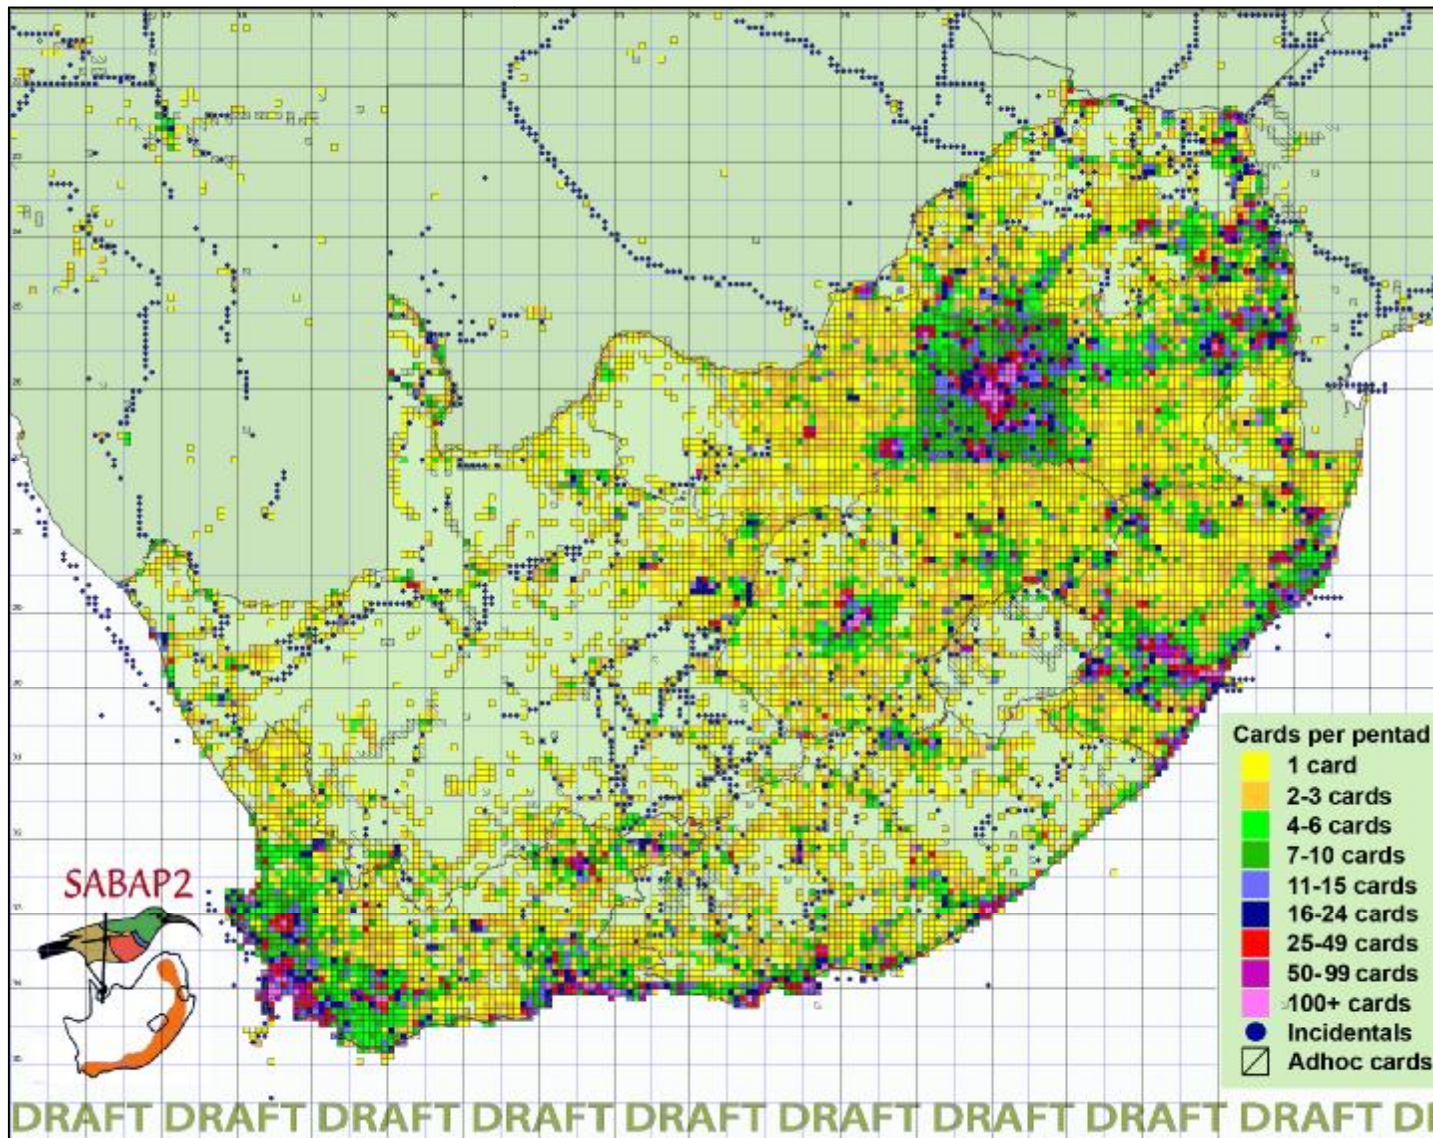 SABAP2
Cards per pentad
1 card
2-3 cards
4-6 cards
7-10 cards
11-15 cards
16-24 cards
25-49 cards
50-99 cards
100+ cards
Incidentals
Adhoc cards
DRAFT DRAFT DRAFT DRAFT DRAFT DRAFT DRAFT DRAFT DRAFT D